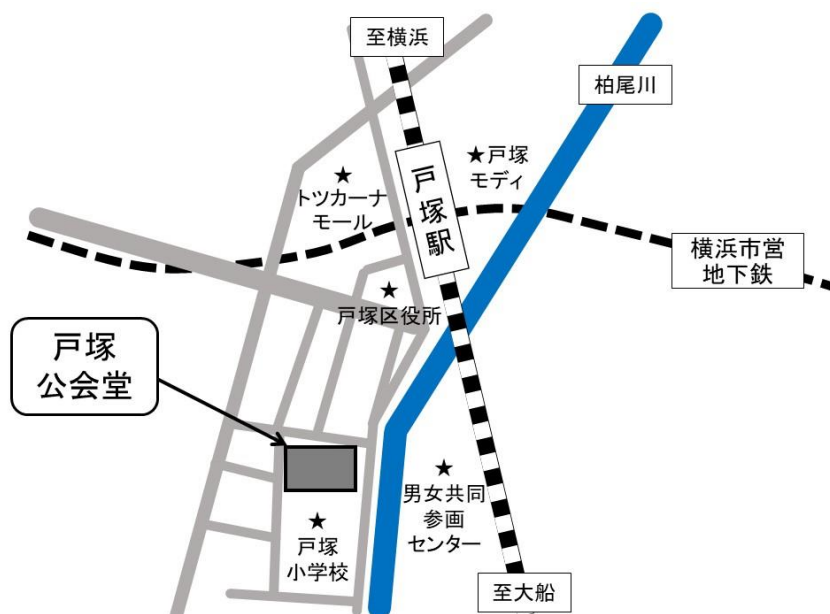 至横浜
柏尾川
★戸塚
モディ
★
トツカーナ
モール
戸塚駅
横浜市営
地下鉄
★
戸塚区役所
戸塚
公会堂
★
男女共同
参画
センター
★
戸塚
小学校
至大船